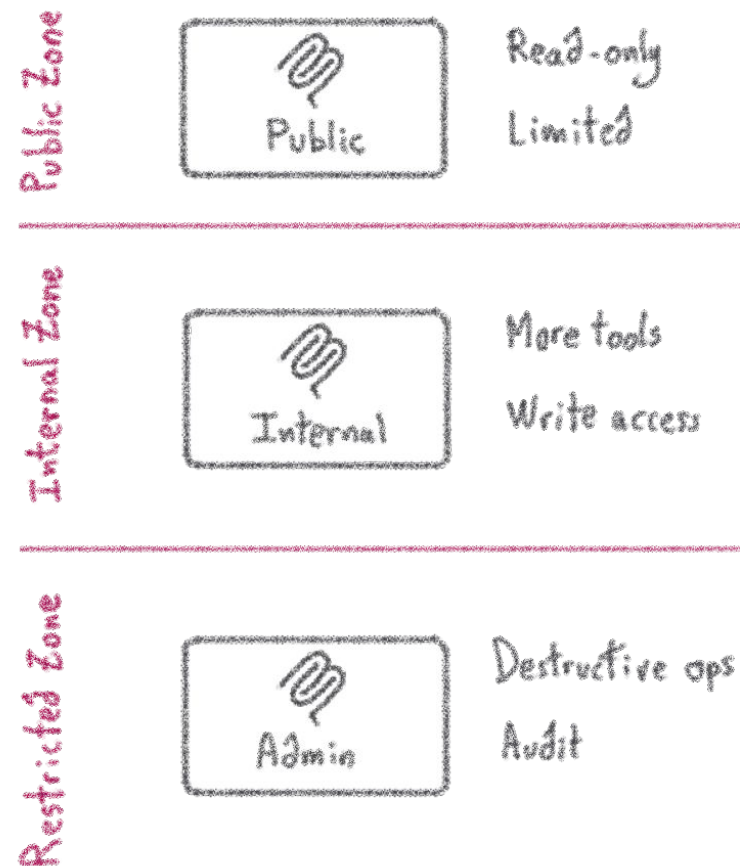 Public Zone
Public
Read-only
Limited
Internal Zone
Internal
More tools
Write access
Restricted Zone
Admin
Destructive ops
Audit